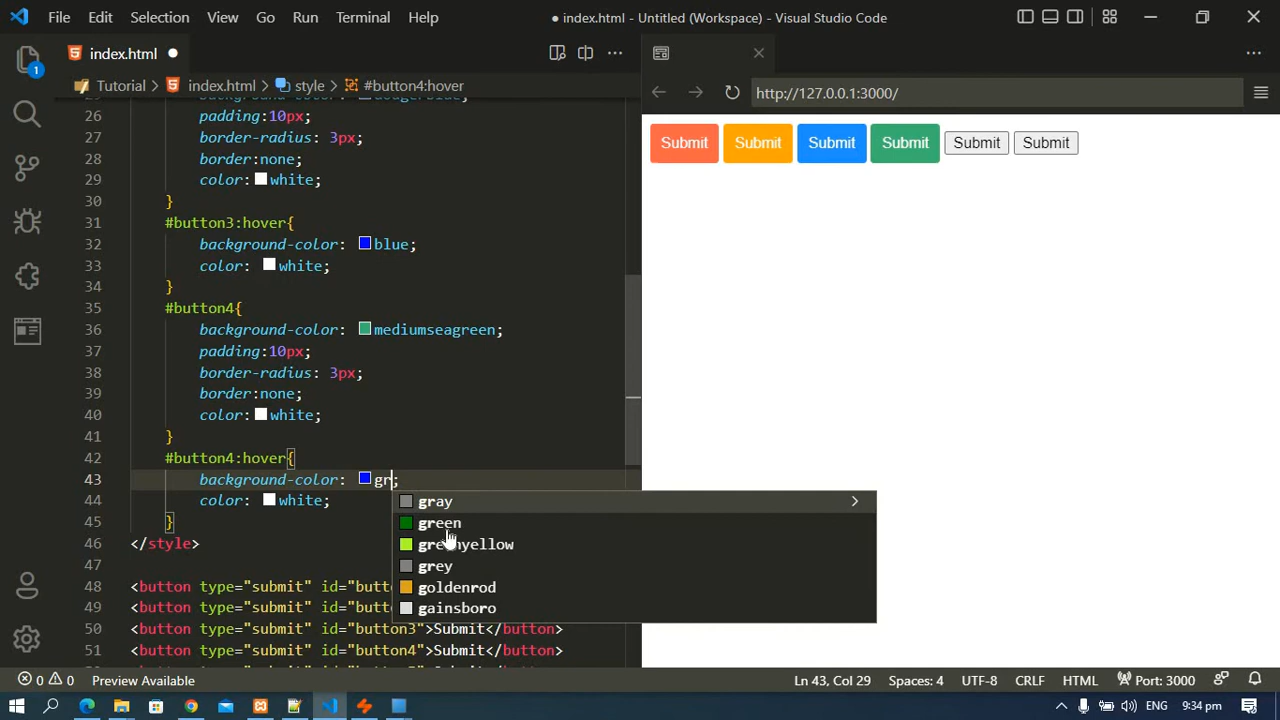 File Edit Selection View Go Run Terminal Help
● index.html - Untitled (Workspace) - Visual Studio Code
index.html
Tutorial > index.html > style > #button4:hover
http://127.0.0.1:3000/
1
26 padding:10px;
27 border-radius: 3px;
28 border:none;
29 color: white;
30 }
31 #button3:hover{
32 background-color: blue;
33 color: white;
34 }
35 #button4{
36 background-color: mediumseagreen;
37 padding:10px;
38 border-radius: 3px;
39 border:none;
40 color: white;
41 }
42 #button4:hover{
43 background-color: gr;
44 color: white;
45 }
46 </style>
47
48 <button type="submit" id="butt
49 <button type="submit" id="butt
50 <button type="submit" id="button3">Submit</button>
51 <button type="submit" id="button4">Submit</button>
gray
green
greenyellow
grey
goldenrod
gainsboro
Submit Submit Submit Submit Submit Submit
0 0 Preview Available
Ln 43, Col 29 Spaces: 4 UTF-8 CRLF HTML Port: 3000
ENG 9:34 pm